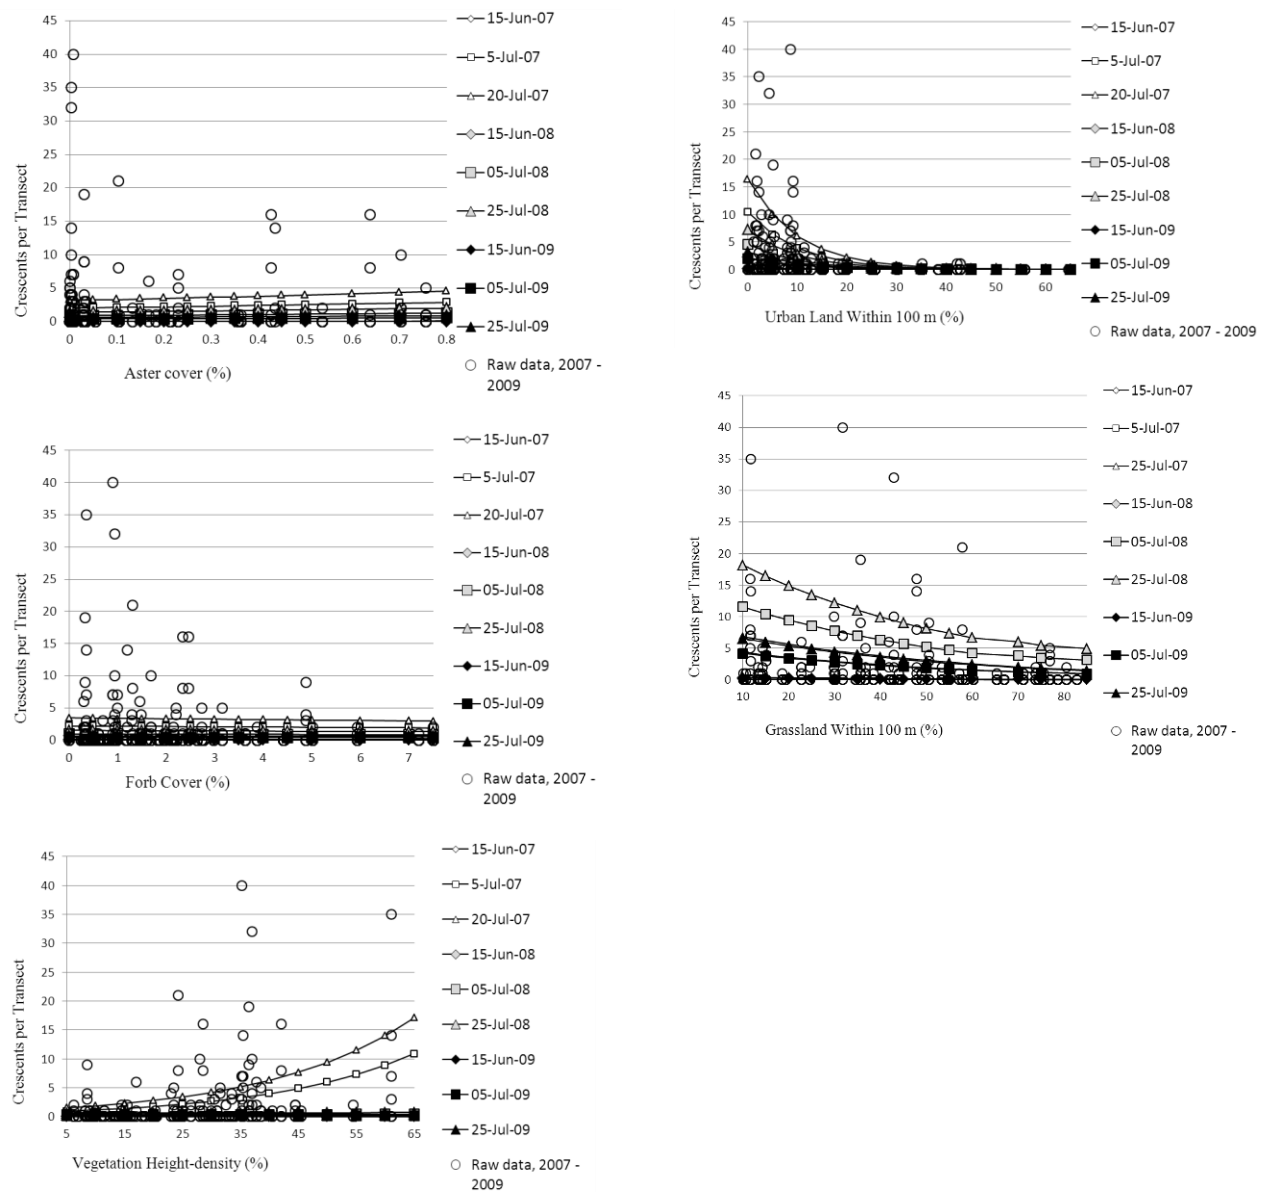 45
40
35
30
25
20
15
10
5
0
0 0.1 0.2 0.3 0.4 0.5 0.6 0.7 0.8
Crescents per Transect
Aster cover (%)
15-Jun-07
5-Jul-07
20-Jul-07
15-Jun-08
05-Jul-08
25-Jul-08
15-Jun-09
05-Jul-09
25-Jul-09
Raw data, 2007 -
2009
45
40
35
30
25
20
15
10
5
0
0 10 20 30 40 50 60
Crescents per Transect
Urban Land Within 100 m (%)
15-Jun-07
5-Jul-07
20-Jul-07
15-Jun-08
05-Jul-08
25-Jul-08
15-Jun-09
05-Jul-09
25-Jul-09
Raw data, 2007 - 2009
45
40
35
30
25
20
15
10
5
0
0 1 2 3 4 5 6 7
Crescents per Transect
Forb Cover (%)
15-Jun-07
5-Jul-07
20-Jul-07
15-Jun-08
05-Jul-08
25-Jul-08
15-Jun-09
05-Jul-09
25-Jul-09
Raw data, 2007 -
2009
45
40
35
30
25
20
15
10
5
0
10 20 30 40 50 60 70 80
Crescents per Transect
Grassland Within 100 m (%)
15-Jun-07
5-Jul-07
25-Jul-07
15-Jun-08
05-Jul-08
25-Jul-08
15-Jun-09
05-Jul-09
25-Jul-09
Raw data, 2007 -
2009
45
40
35
30
25
20
15
10
5
0
5 15 25 35 45 55 65
Crescents per Transect
Vegetation Height-density (%)
15-Jun-07
5-Jul-07
20-Jul-07
15-Jun-08
05-Jul-08
25-Jul-08
15-Jun-09
05-Jul-09
25-Jul-09
Raw data, 2007 -
2009